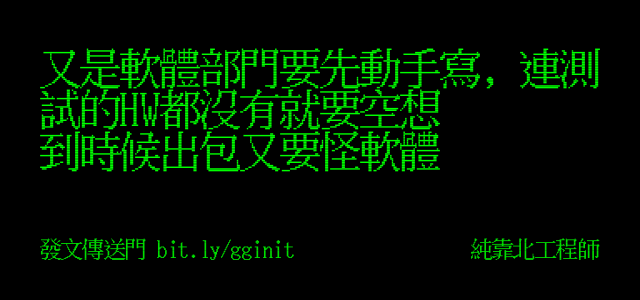 又是軟體部門要先動手寫，連測
試的HW都沒有就要空想
到時候出包又要怪軟體
發文傳送門 bit.ly/gginit
純靠北工程師